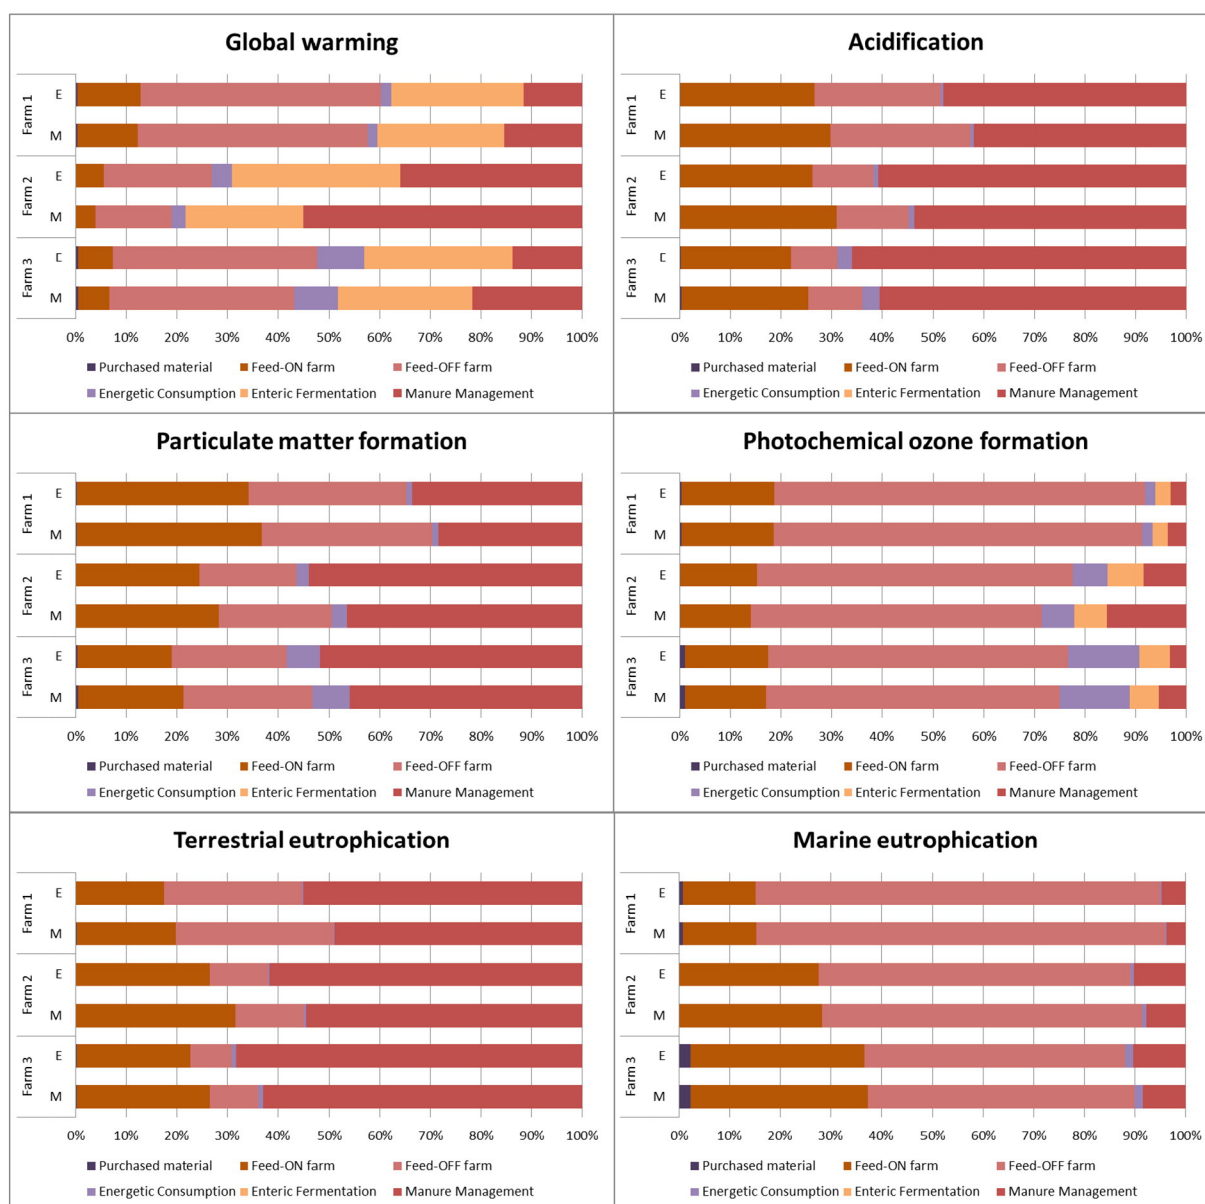 Global warming
Farm 1
E
M
Farm 2
E
M
Farm 3
E
M
0% 10% 20% 30% 40% 50% 60% 70% 80% 90% 100%
Purchased material Feed-ON farm Feed-OFF farm
Energetic Consumption Enteric Fermentation Manure Management
Acidification
Farm 1
E
M
Farm 2
E
M
Farm 3
E
M
0% 10% 20% 30% 40% 50% 60% 70% 80% 90% 100%
Purchased material Feed-ON farm Feed-OFF farm
Energetic Consumption Enteric Fermentation Manure Management
Particulate matter formation
Farm 1
E
M
Farm 2
E
M
Farm 3
E
M
0% 10% 20% 30% 40% 50% 60% 70% 80% 90% 100%
Purchased material Feed-ON farm Feed-OFF farm
Energetic Consumption Enteric Fermentation Manure Management
Photochemical ozone formation
Farm 1
E
M
Farm 2
E
M
Farm 3
E
M
0% 10% 20% 30% 40% 50% 60% 70% 80% 90% 100%
Purchased material Feed-ON farm Feed-OFF farm
Energetic Consumption Enteric Fermentation Manure Management
Terrestrial eutrophication
Farm 1
E
M
Farm 2
E
M
Farm 3
E
M
0% 10% 20% 30% 40% 50% 60% 70% 80% 90% 100%
Purchased material Feed-ON farm Feed-OFF farm
Energetic Consumption Enteric Fermentation Manure Management
Marine eutrophication
Farm 1
E
M
Farm 2
E
M
Farm 3
E
M
0% 10% 20% 30% 40% 50% 60% 70% 80% 90% 100%
Purchased material Feed-ON farm Feed-OFF farm
Energetic Consumption Enteric Fermentation Manure Management